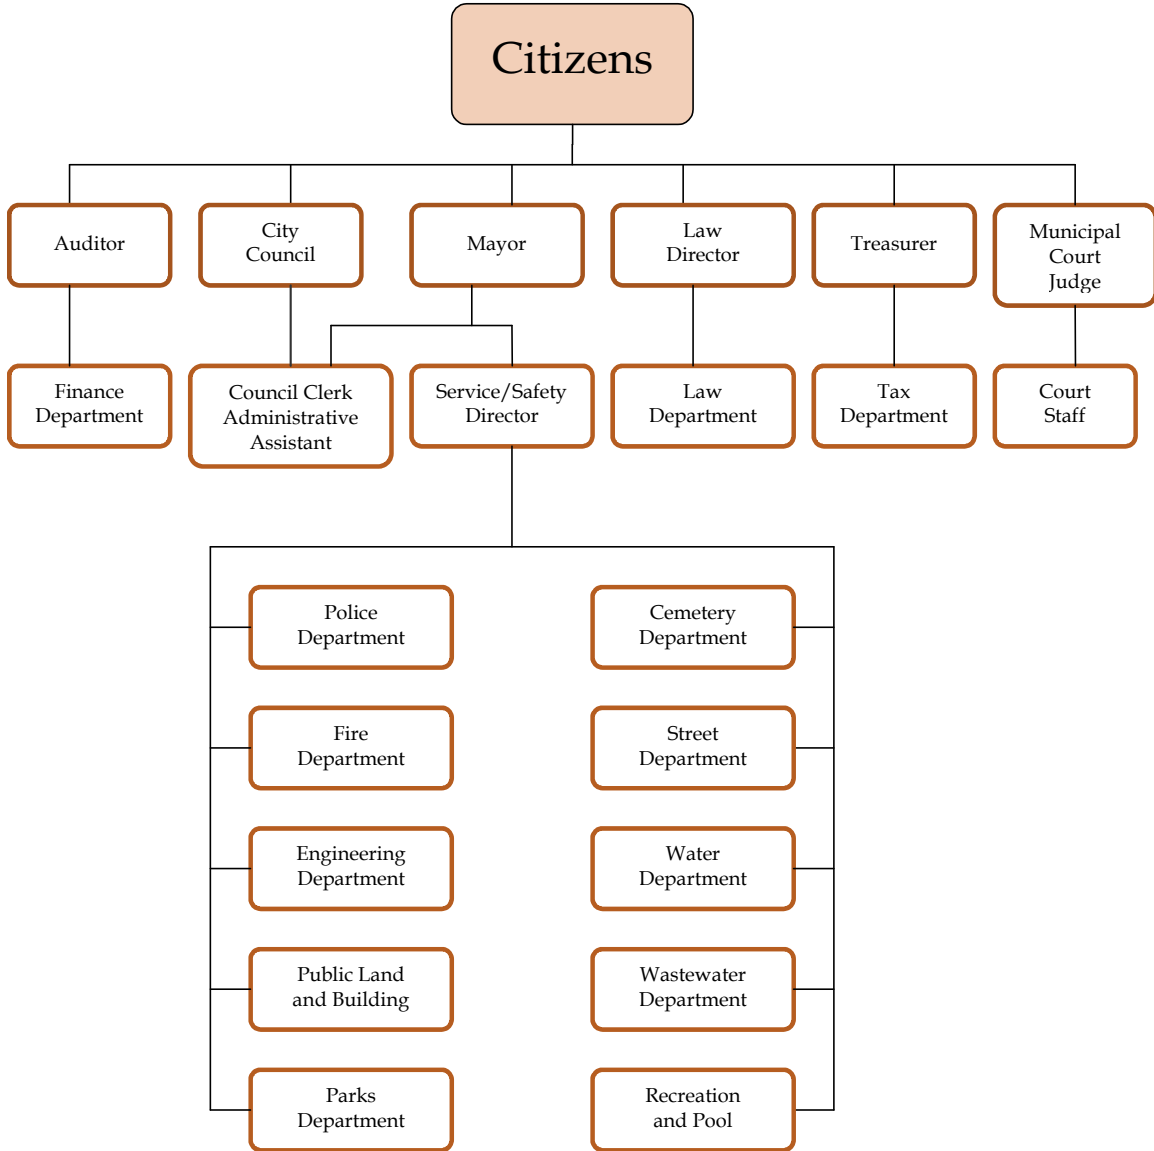 Citizens
Auditor
City
Council
Mayor
Law
Director
Treasurer
Municipal
Court
Judge
Finance
Department
Council Clerk
Administrative
Assistant
Service/Safety
Director
Law
Department
Tax
Department
Court
Staff
Police
Department
Cemetery
Department
Fire
Department
Street
Department
Engineering
Department
Water
Department
Public Land
and Building
Wastewater
Department
Parks
Department
Recreation
and Pool